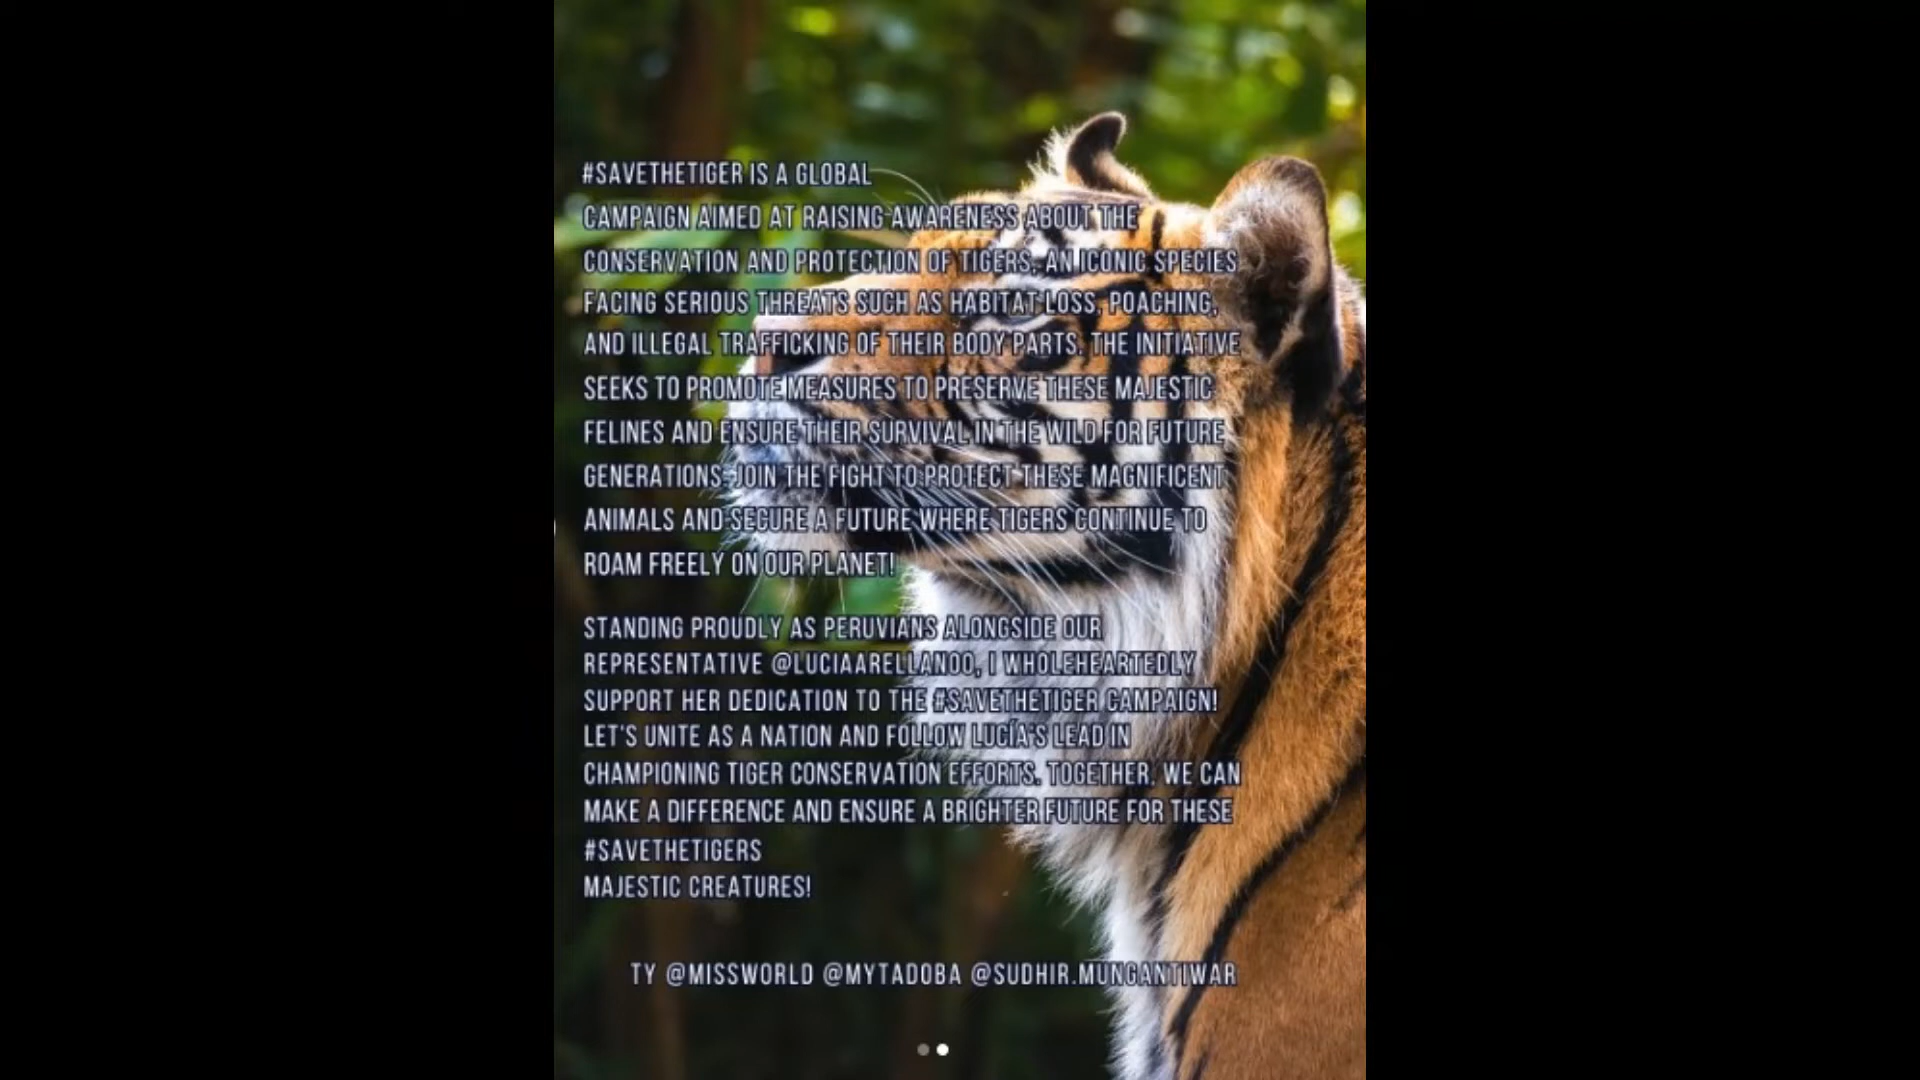 #SAVETHETIGER IS A GLOBAL
CAMPAIGN AIMED AT RAISING AWARENESS ABOUT THE
CONSERVATION AND PROTECTION OF TIGERS, AN ICONIC SPECIES
FACING SERIOUS THREATS SUCH AS HABITAT LOSS, POACHING,
AND ILLEGAL TRAFFICKING OF THEIR BODY PARTS. THE INITIATIVE
SEEKS TO PROMOTE MEASURES TO PRESERVE THESE MAJESTIC
FELINES AND ENSURE THEIR SURVIVAL IN THE WILD FOR FUTURE
GENERATIONS. JOIN THE FIGHT TO PROTECT THESE MAGNIFICENT
ANIMALS AND SECURE A FUTURE WHERE TIGERS CONTINUE TO
ROAM FREELY ON OUR PLANET!
STANDING PROUDLY AS PERUVIANS ALONGSIDE OUR
REPRESENTATIVE @LUCIAARELLANOO, I WHOLEHEARTEDLY
SUPPORT HER DEDICATION TO THE #SAVETHETIGER CAMPAIGN!
LET'S UNITE AS A NATION AND FOLLOW LUCÍA'S LEAD IN
CHAMPIONING TIGER CONSERVATION EFFORTS. TOGETHER, WE CAN
MAKE A DIFFERENCE AND ENSURE A BRIGHTER FUTURE FOR THESE
#SAVETHETIGERS
MAJESTIC CREATURES!
TY @MISSWORLD @MYTADOBA @SUDHIR.MUNGANTIWAR